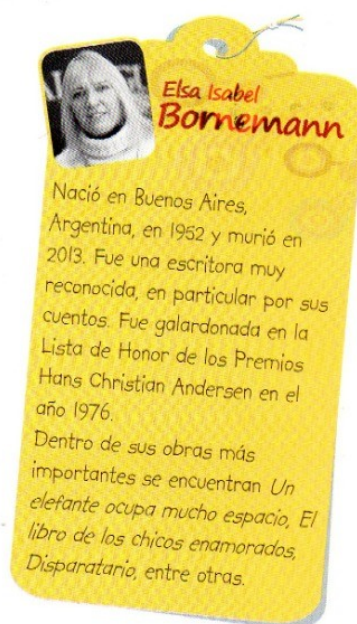 Elsa Isabel
Bornemann
Nació en Buenos Aires,
Argentina, en 1952 y murió en
2013. Fue una escritora muy
reconocida, en particular por sus
cuentos. Fue galardonada en la
Lista de Honor de los Premios
Hans Christian Andersen en el
año 1976.
Dentro de sus obras más
importantes se encuentran Un
elefante ocupa mucho espacio, El
libro de los chicos enamorados,
Disparatario, entre otras.